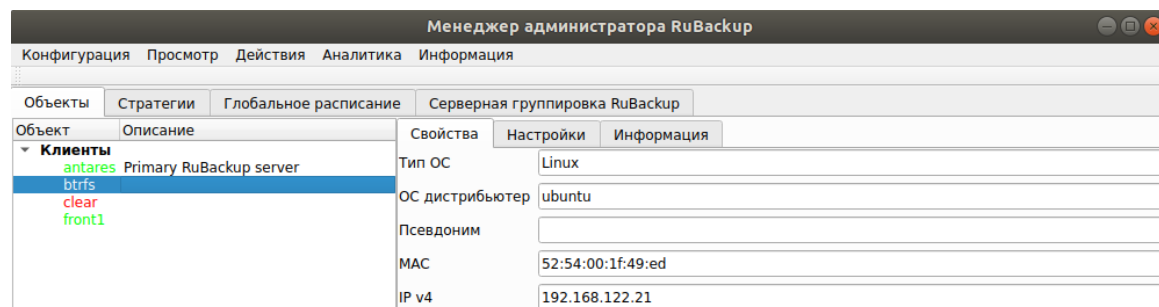 Менеджер администратора RuBackup
Конфигурация Просмотр Действия Аналитика Информация
Объекты Стратегии Глобальное расписание Серверная группировка RuBackup
Объект Описание
Клиенты
antares Primary RuBackup server
btrfs
clear
front1
Свойства Настройки Информация
Тип ОС Linux
ОС дистрибьютер ubuntu
Псевдоним
MAC 52:54:00:1f:49:ed
IP v4 192.168.122.21